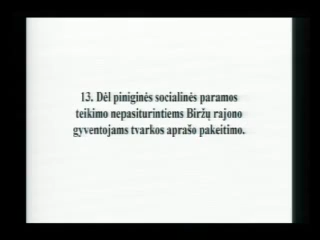 13. Dėl piniginės socialinės paramos
teikimo nepasiturintiems Biržų rajono
gyventojams tvarkos aprašo pakeitimo.